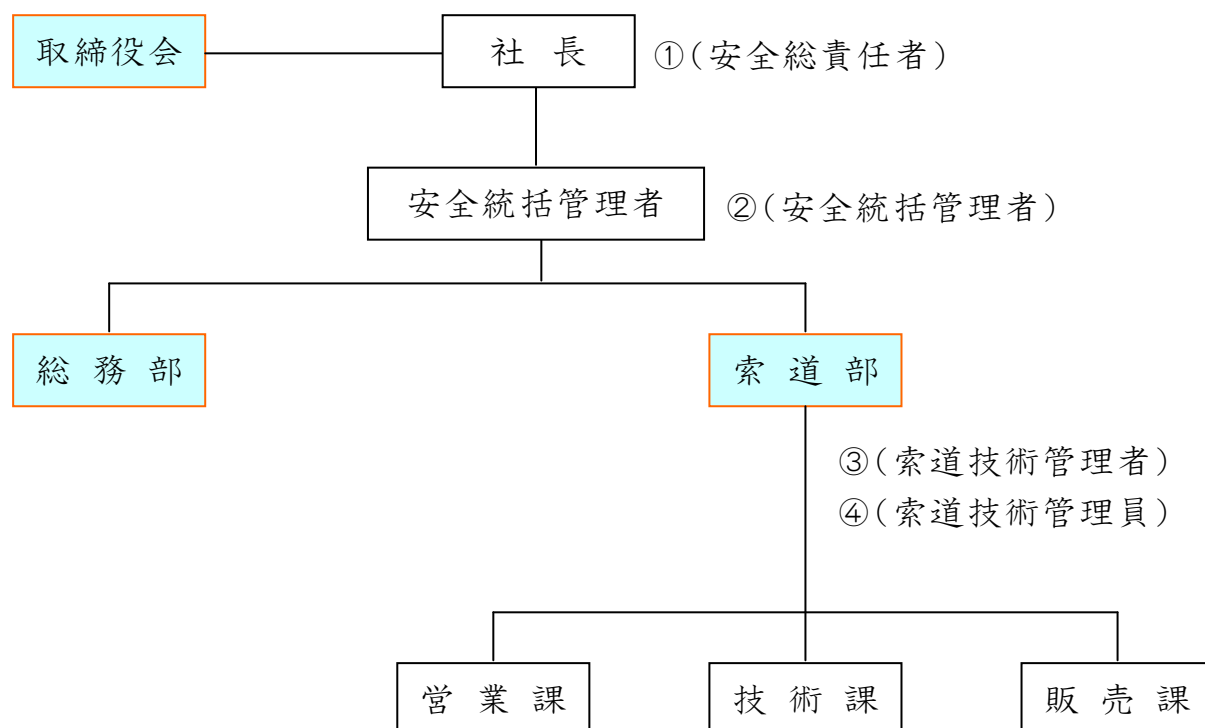 取締役会
社長
①(安全総責任者)
安全統括管理者
②(安全統括管理者)
総務部
索道部
③(索道技術管理者)
④(索道技術管理員)
営業課
技術課
販売課